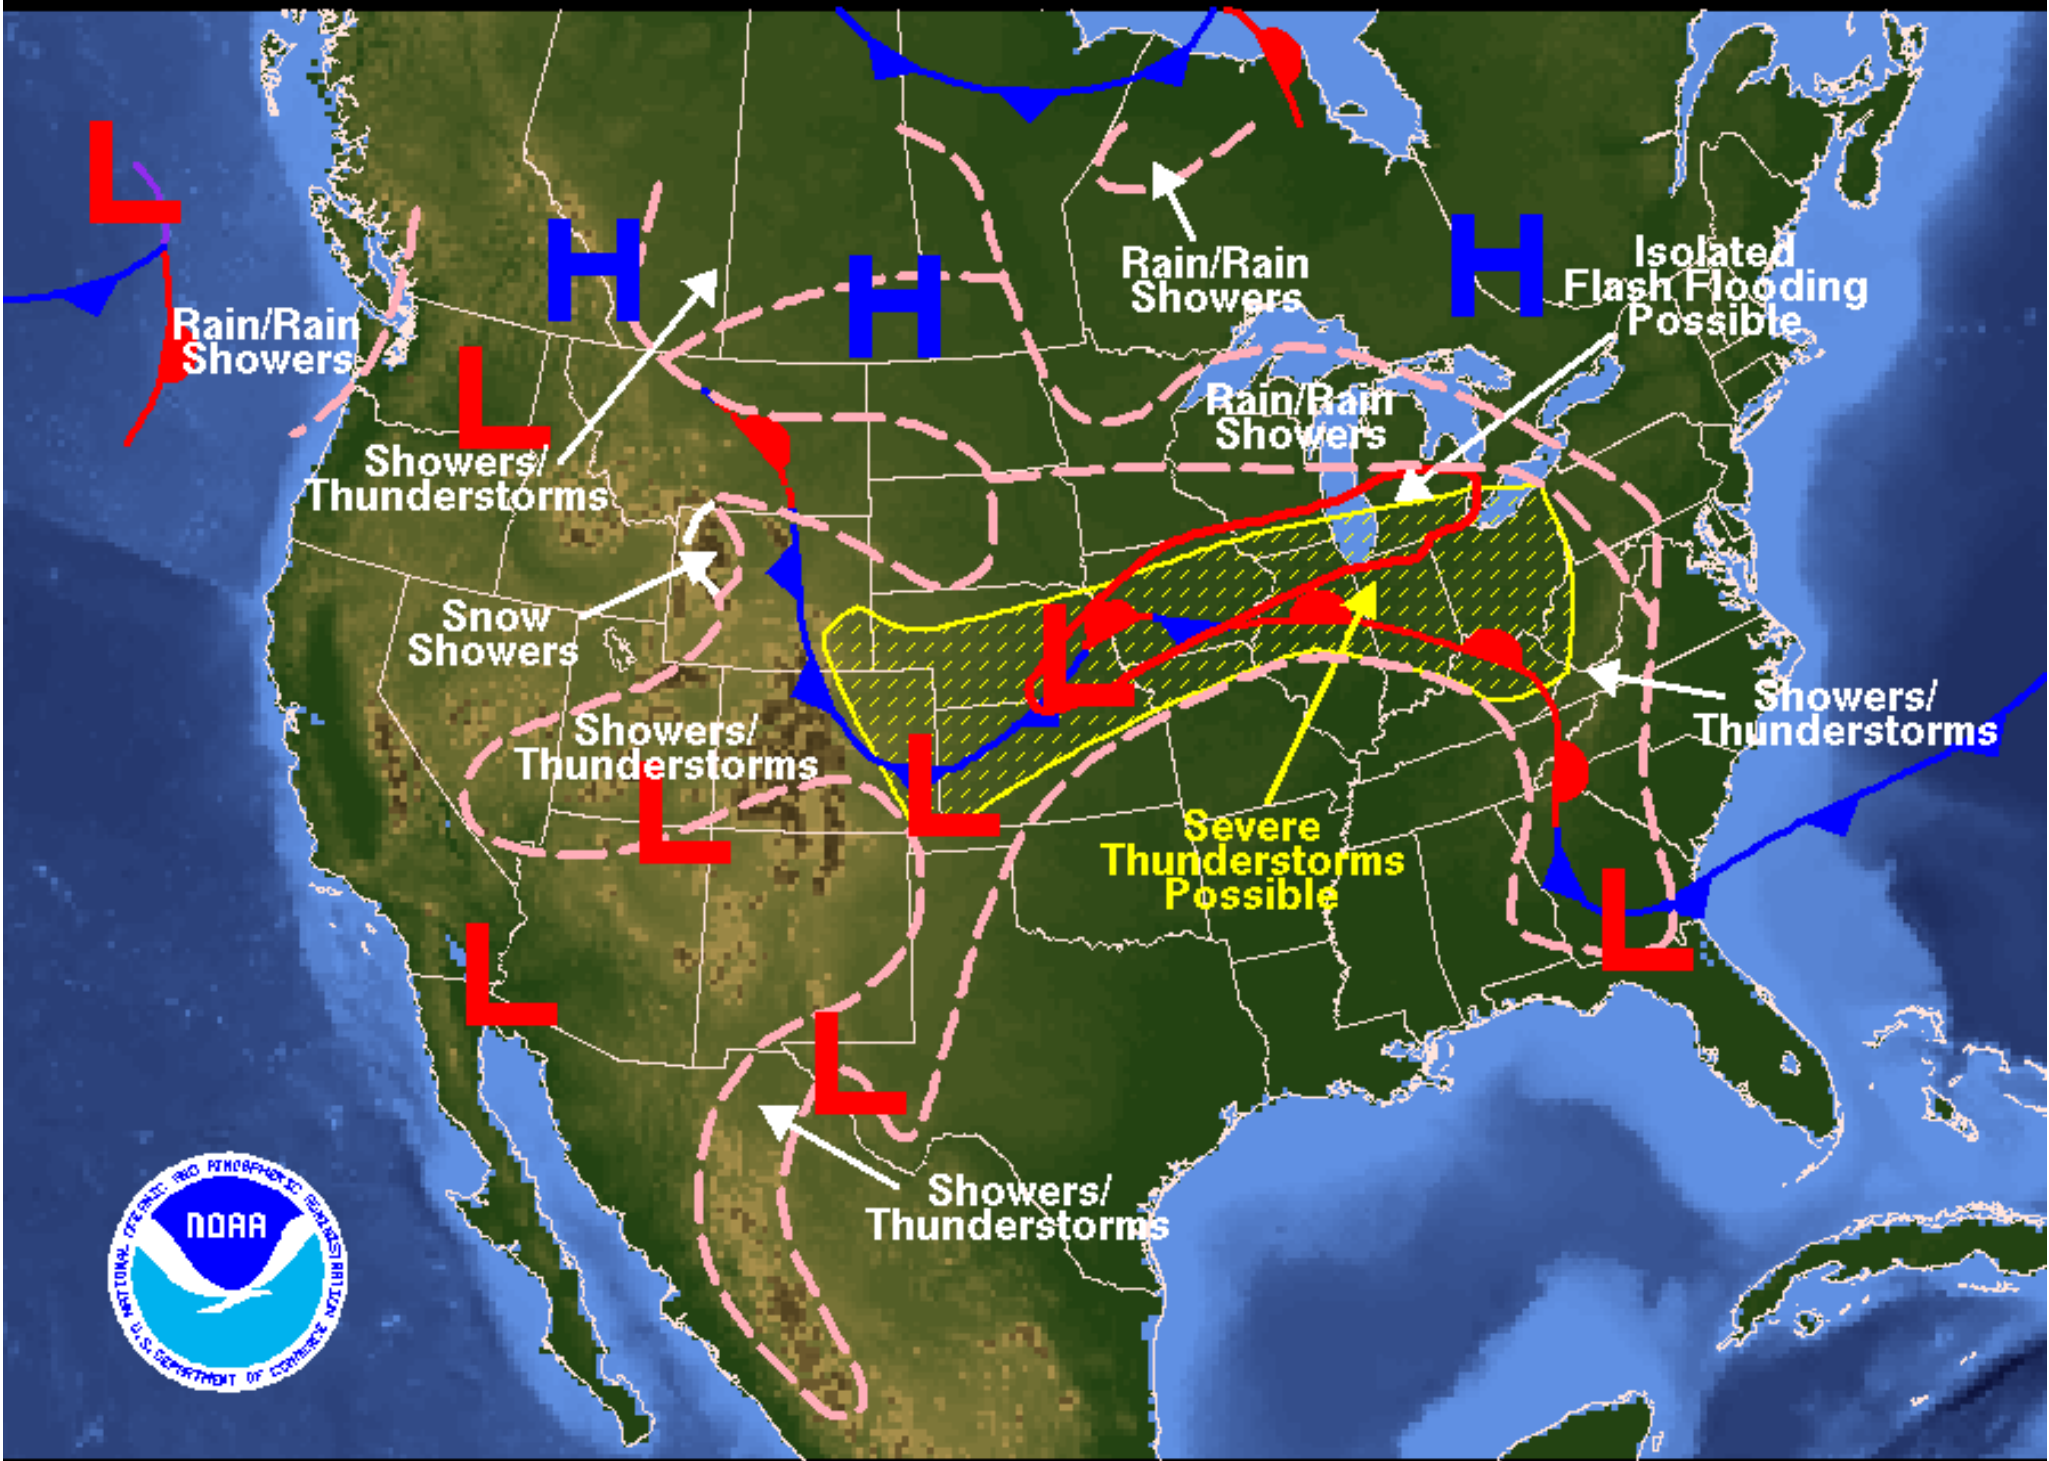 L
H
H
H
Rain/Rain
Showers
Isolated
Flash Flooding
Possible
Rain/Rain
Showers
L
Rain/Rain
Showers
Showers/
Thunderstorms
Snow
Showers
L
Showers/
Thunderstorms
Showers/
Thunderstorms
L
L
Severe
Thunderstorms
Possible
L
L
L
Showers/
Thunderstorms
NOAA
NATIONAL OCEANIC AND ATMOSPHERIC ADMINISTRATION
U.S. DEPARTMENT OF COMMERCE